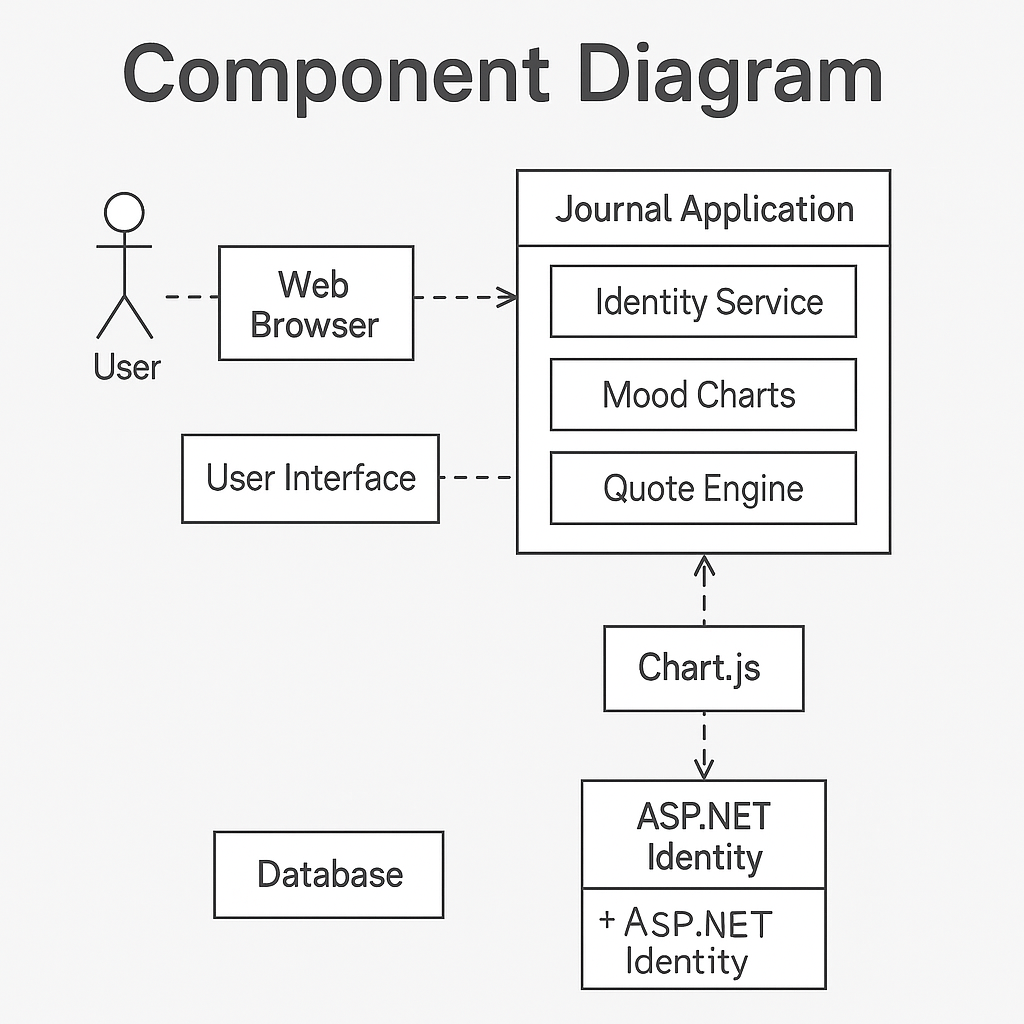 Component Diagram
User
Web
Browser
Journal Application
Identity Service
Mood Charts
Quote Engine
User Interface
Chart.js
ASP.NET
Identity
+ ASP.NET
Identity
Database